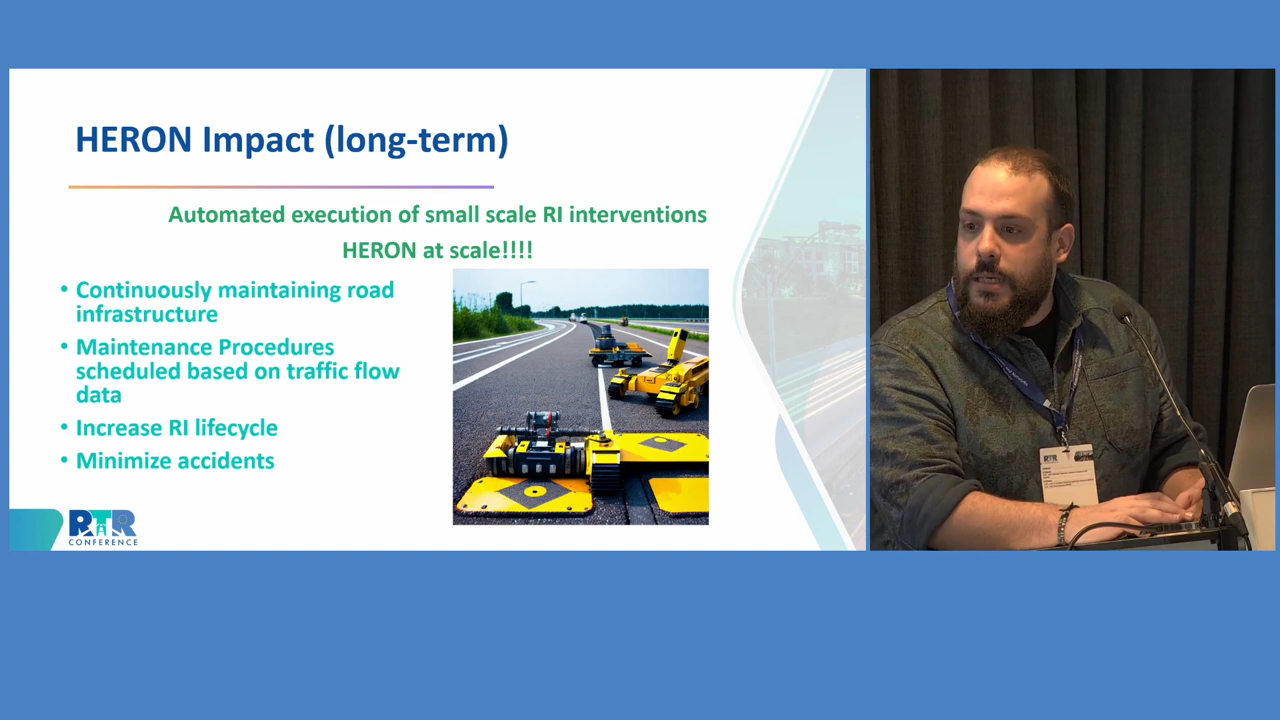 HERON Impact (long-term)
Automated execution of small scale RI interventions
HERON at scale!!!!
• Continuously maintaining road
infrastructure
• Maintenance Procedures
scheduled based on traffic flow
data
• Increase RI lifecycle
• Minimize accidents
RTR
CONFERENCE
RTR